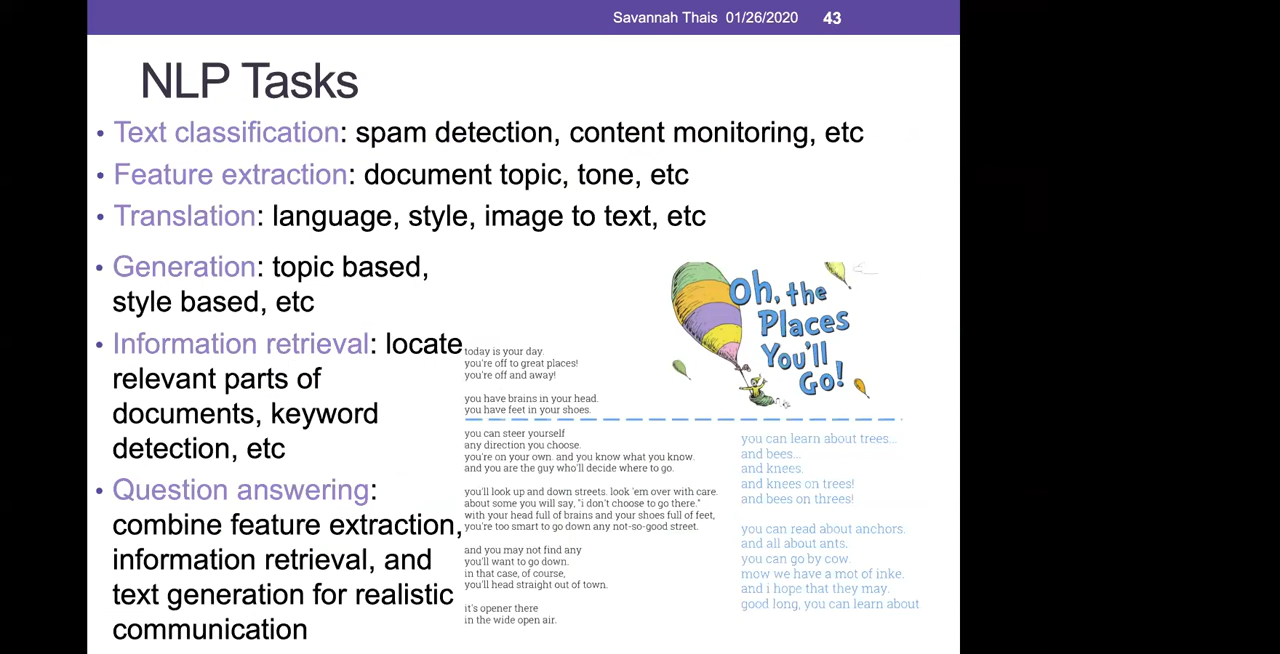 Savannah Thais 01/26/2020 43
NLP Tasks
• Text classification: spam detection, content monitoring, etc
• Feature extraction: document topic, tone, etc
• Translation: language, style, image to text, etc
• Generation: topic based,
style based, etc
• Information retrieval: locate
relevant parts of
documents, keyword
detection, etc
• Question answering:
combine feature extraction,
information retrieval, and
text generation for realistic
communication
Oh, the
Places
You'll
Go!
today is your day.
you're off to great places!
you're off and away!
you have brains in your head.
you have feet in your shoes.
you can steer yourself
any direction you choose.
you're on your own. and you know what you know.
and you are the guy who'll decide where to go.
you'll look up and down streets. look 'em over with care.
about some you will say, "i don't choose to go there."
with your head full of brains and your shoes full of feet,
you're too smart to go down any not-so-good street.
and you may not find any
you'll want to go down.
in that case, of course,
you'll head straight out of town.
it's opener there
in the wide open air.
you can learn about trees...
and bees...
and knees.
and knees on trees!
and bees on threes!
you can read about anchors.
and all about ants.
you can go by cow.
mow we have a mot of inke.
and i hope that they may.
good long, you can learn about